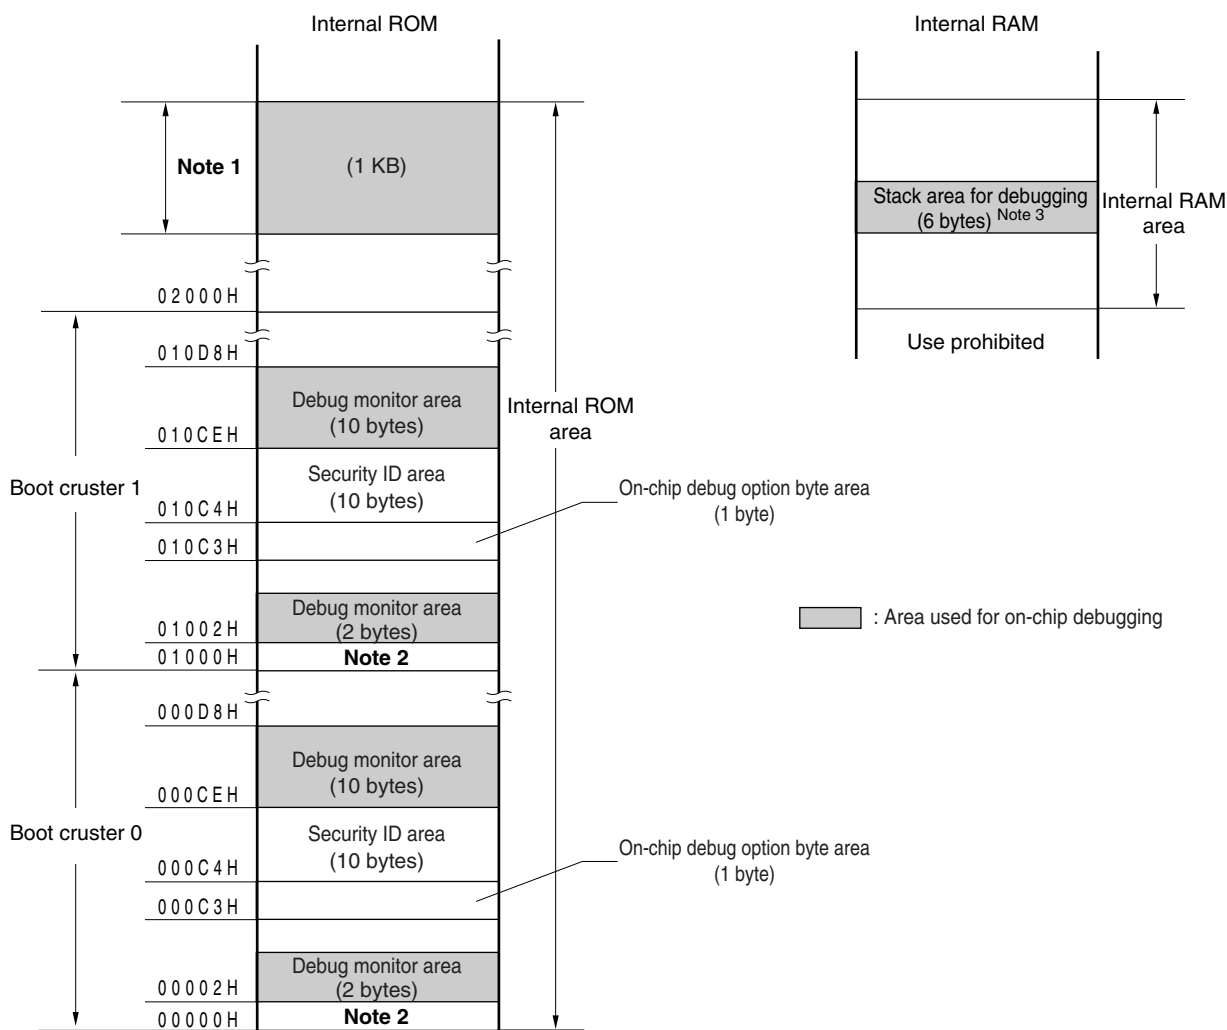 Internal ROM
Internal RAM
Note 1
(1 KB)
Stack area for debugging
(6 bytes) Note 3
Internal RAM
area
02000H
Use prohibited
010D8H
Debug monitor area
(10 bytes)
Internal ROM
area
010CEH
Boot cruster 1
Security ID area
(10 bytes)
On-chip debug option byte area
(1 byte)
010C4H
010C3H
Debug monitor area
(2 bytes)
: Area used for on-chip debugging
01002H
01000H
Note 2
000D8H
Debug monitor area
(10 bytes)
000CEH
Boot cruster 0
Security ID area
(10 bytes)
On-chip debug option byte area
(1 byte)
000C4H
000C3H
Debug monitor area
(2 bytes)
00002H
00000H
Note 2